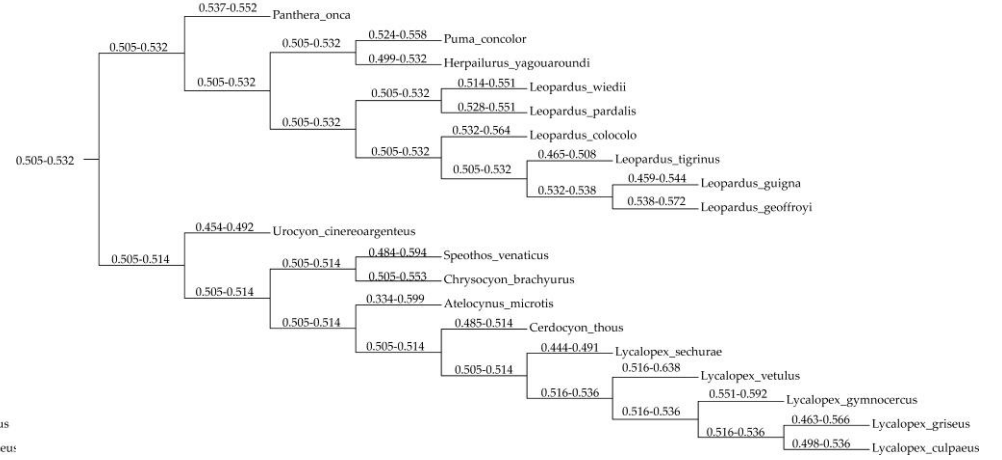 0.537-0.552
Panthera_onca
0.505-0.532
0.505-0.532
0.524-0.558
Puma_concolor
0.505-0.532
0.499-0.532
Herpailurus_yagouaroundi
0.505-0.532
0.514-0.551
Leopardus_wiedii
0.505-0.532
0.528-0.551
Leopardus_pardalis
0.532-0.564
Leopardus_colocolo
0.505-0.532
0.465-0.508
Leopardus_tigrinus
0.505-0.532
0.505-0.532
0.459-0.544
Leopardus_guigna
0.532-0.538
0.538-0.572
Leopardus_geoffroyi
0.454-0.492
Urocyon_cinereoargenteus
0.505-0.514
0.484-0.594
Speothos_venaticus
0.505-0.514
0.505-0.553
Chrysocyon_brachyurus
0.505-0.514
0.334-0.599
Atelocynus_microtis
0.505-0.514
0.485-0.514
Cerdocyon_thous
0.505-0.514
0.444-0.491
Lycalopex_sechurae
0.505-0.514
0.516-0.638
Lycalopex_vetulus
0.516-0.536
0.551-0.592
Lycalopex_gymnocercus
0.516-0.536
0.463-0.566
Lycalopex_griseus
us
0.516-0.536
0.498-0.536
Lycalopex_culpaeus
eus